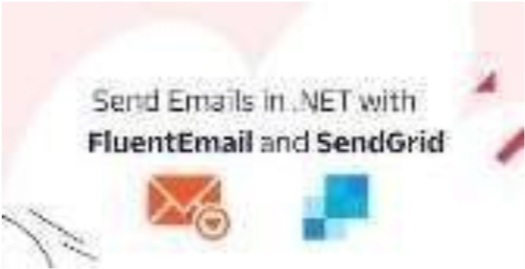 Send Emails in .NET with
FluentEmail and SendGrid